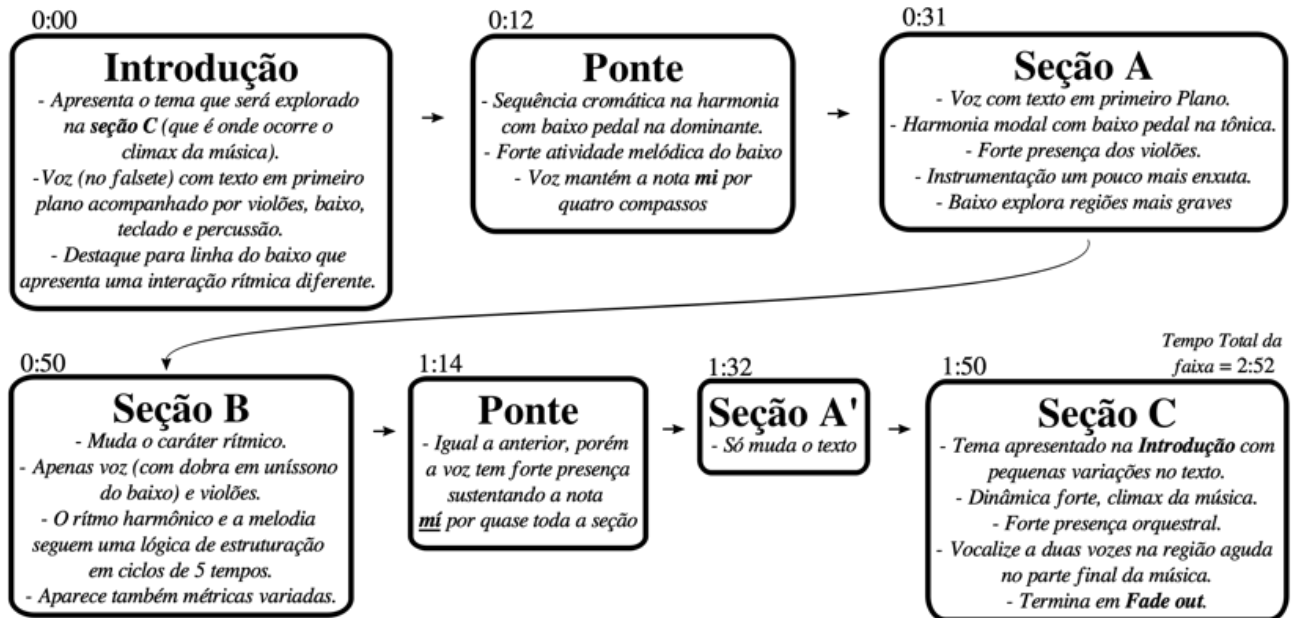 0:00
Introdução
- Apresenta o tema que será explorado
na seção C (que é onde ocorre o
climax da música).
-Voz (no falsete) com texto em primeiro
plano acompanhado por violões, baixo,
teclado e percussão.
- Destaque para linha do baixo que
apresenta uma interação rítmica diferente.
0:12
Ponte
- Sequência cromática na harmonia
com baixo pedal na dominante.
- Forte atividade melódica do baixo
- Voz mantém a nota mi por
quatro compassos
0:31
Seção A
- Voz com texto em primeiro Plano.
- Harmonia modal com baixo pedal na tônica.
- Forte presença dos violões.
- Instrumentação um pouco mais enxuta.
- Baixo explora regiões mais graves
0:50
Seção B
- Muda o caráter rítmico.
- Apenas voz (com dobra em uníssono
do baixo) e violões.
- O rítmo harmônico e a melodia
seguem uma lógica de estruturação
em ciclos de 5 tempos.
- Aparece também métricas variadas.
1:14
Ponte
- Igual a anterior, porém
a voz tem forte presença
sustentando a nota
mí por quase toda a seção
1:32
Seção A'
- Só muda o texto
1:50
Tempo Total da
faixa = 2:52
Seção C
- Tema apresentado na Introdução com
pequenas variações no texto.
- Dinâmica forte, climax da música.
- Forte presença orquestral.
- Vocalize a duas vozes na região aguda
no parte final da música.
- Termina em Fade out.